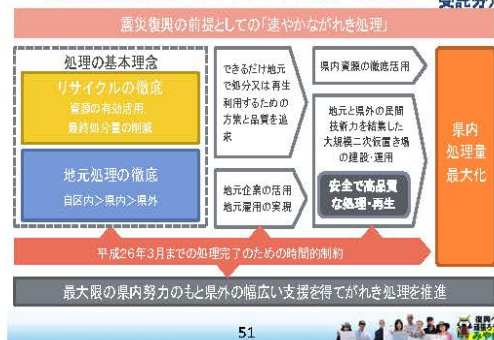 震災復興の前提としての「速やかながれき処理」
処理の基本理念
リサイクルの徹底
資源の有効活用
最終処分量の削減
地元処理の徹底
自区内>県内>県外
できるだけ地元
で処分又は再生
利用するための
方策と品質を追
求
地元企業の活用
地元雇用の実現
県内資源の徹底活用
地元と県外の民間
技術力を結集した
大規模二次仮置き場
の建設・運用
安全で高品質
な処理・再生
県内
処理量
最大化
平成26年3月までの処理完了のための時間的制約
最大限の県内努力のもと県外の幅広い支援を得てがれき処理を推進
51